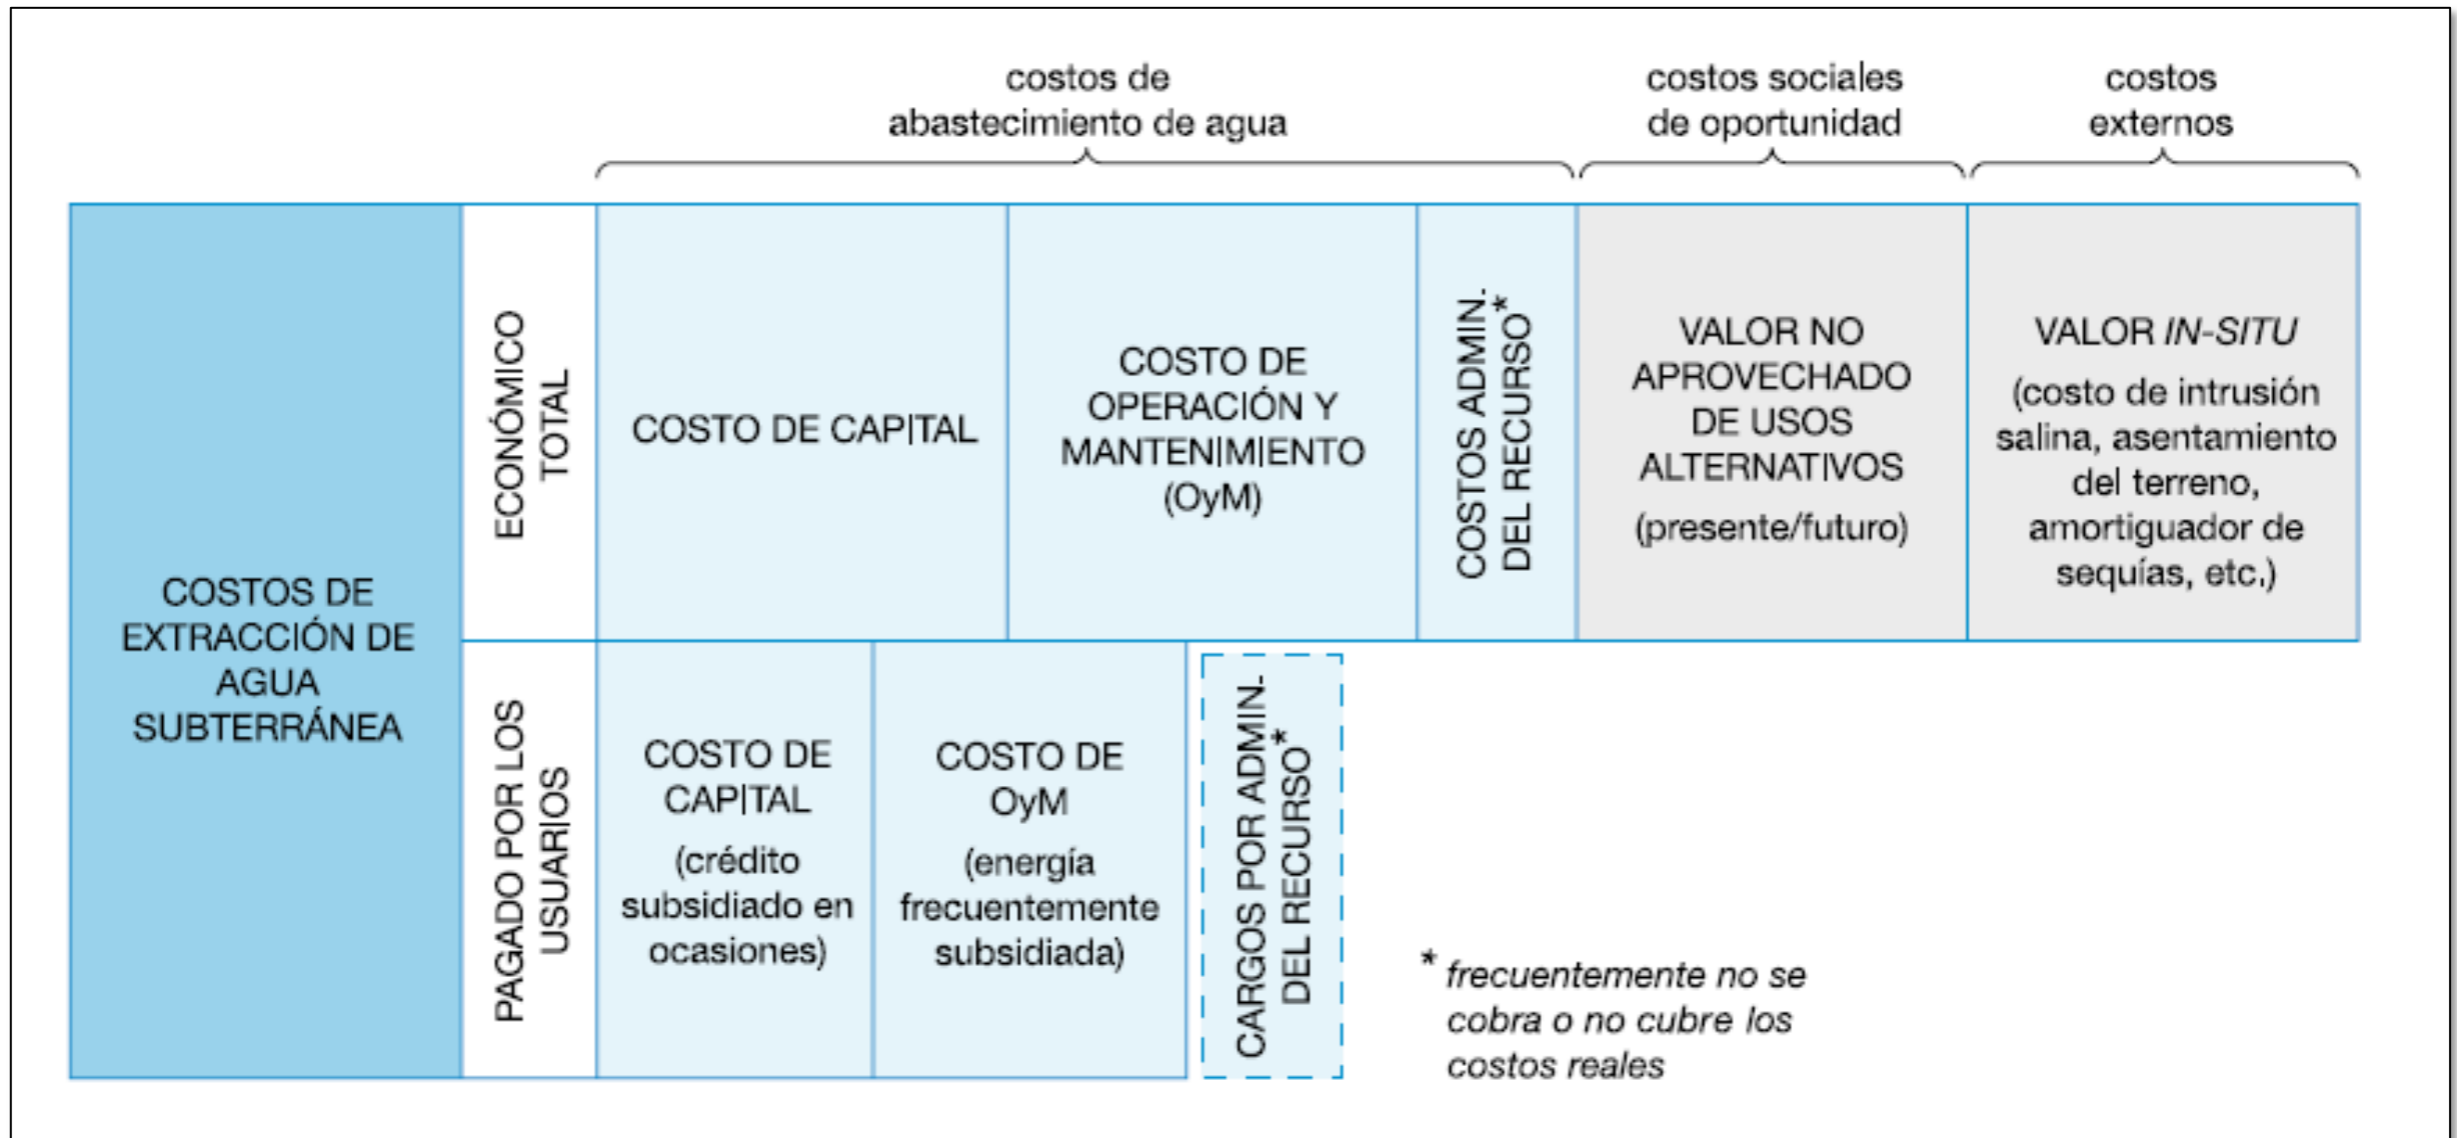 costos de
abastecimiento de agua
costos sociales
de oportunidad
costos
externos
COSTOS DE
EXTRACCIÓN DE
AGUA
SUBTERRÁNEA
ECONÓMICO
TOTAL
COSTO DE CAPITAL
COSTO DE
OPERACIÓN Y
MANTENIMIENTO
(OyM)
COSTOS ADMIN.
DEL RECURSO*
VALOR NO
APROVECHADO
DE USOS
ALTERNATIVOS
(presente/futuro)
VALOR IN-SITU
(costo de intrusión
salina, asentamiento
del terreno,
amortiguador de
sequías, etc.)
PAGADO POR LOS
USUARIOS
COSTO DE
CAPITAL
(crédito
subsidiado en
ocasiones)
COSTO DE
OyM
(energía
frecuentemente
subsidiada)
CARGOS POR ADMIN.
DEL RECURSO*
* frecuentemente no se
cobra o no cubre los
costos reales